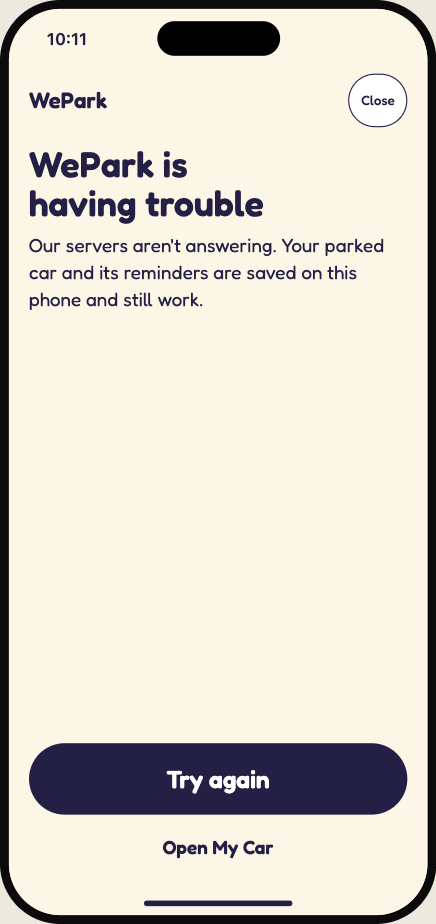 10:11
WePark
Close
WePark is
having trouble
Our servers aren't answering. Your parked
car and its reminders are saved on this
phone and still work.
Try again
Open My Car